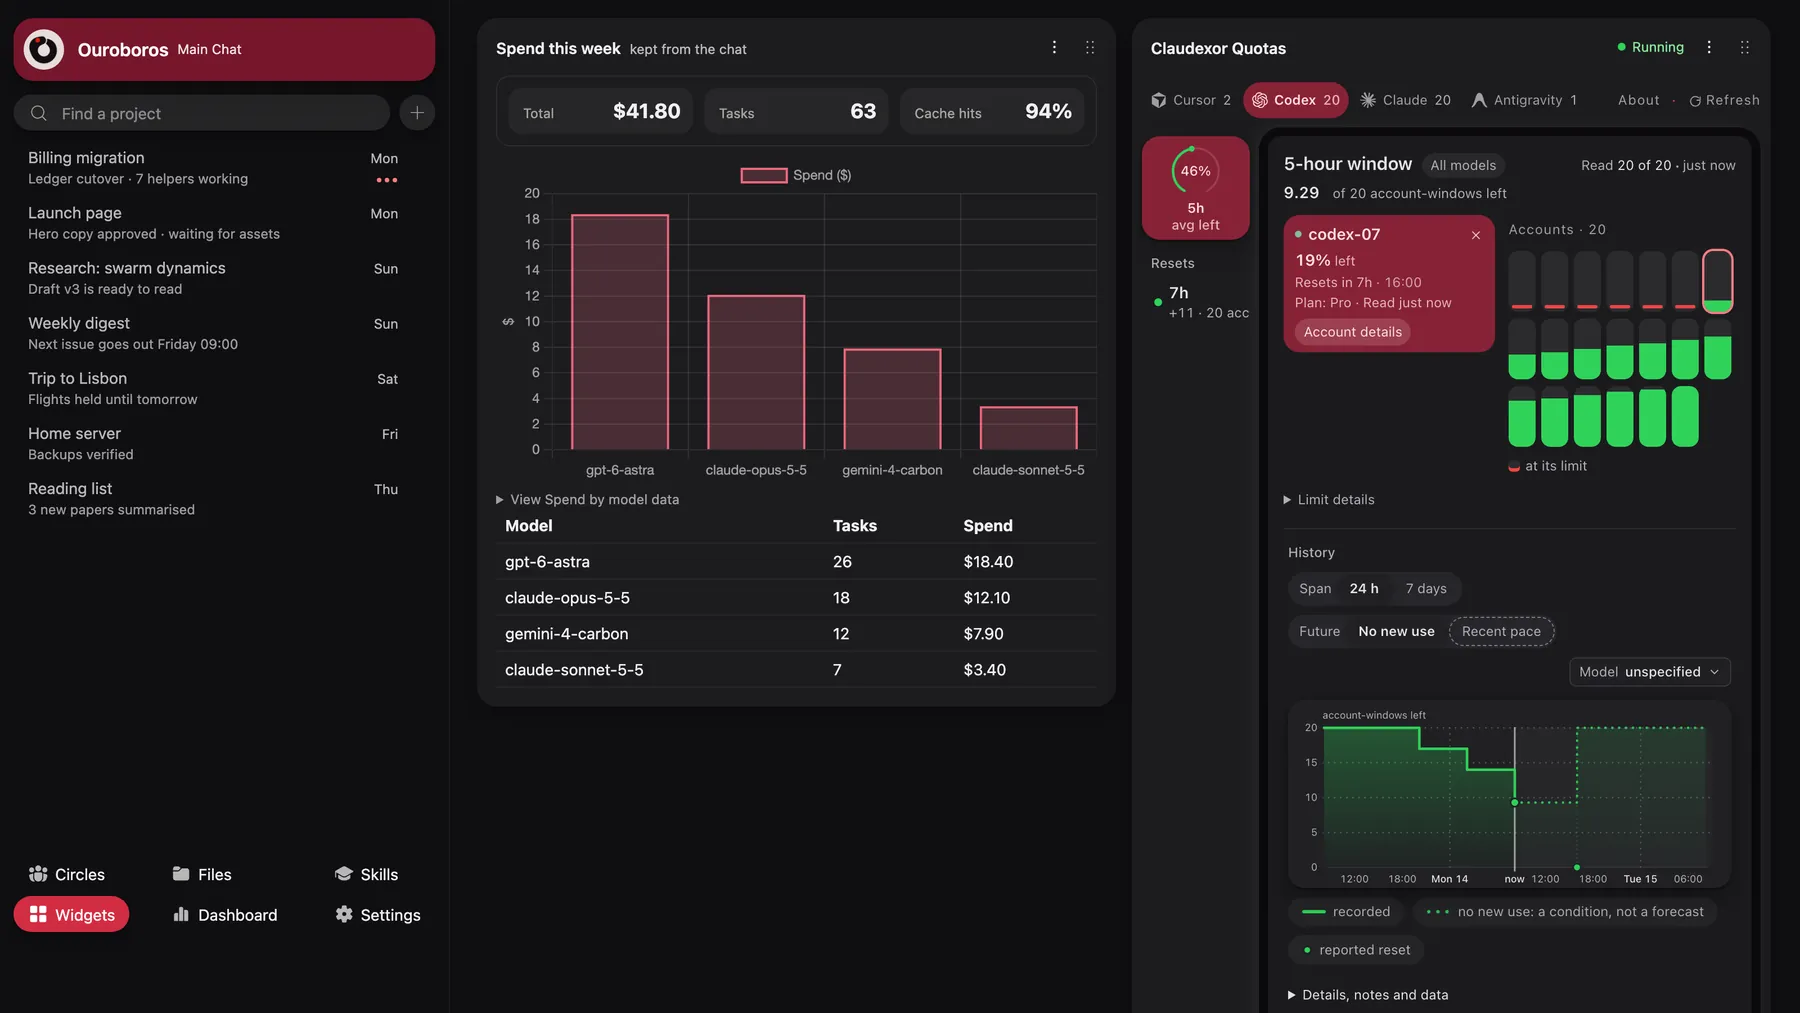 Ouroboros Main Chat
Find a project
Billing migration Mon
Ledger cutover · 7 helpers working
Launch page Mon
Hero copy approved · waiting for assets
Research: swarm dynamics Sun
Draft v3 is ready to read
Weekly digest Sun
Next issue goes out Friday 09:00
Trip to Lisbon Sat
Flights held until tomorrow
Home server Fri
Backups verified
Reading list Thu
3 new papers summarised
Circles Files Skills
Widgets Dashboard Settings
Spend this week kept from the chat
Total $41.80 Tasks 63 Cache hits 94%
Spend ($)
20
18
16
14
12
10
8
6
4
2
0
$
gpt-6-astra claude-opus-5-5 gemini-4-carbon claude-sonnet-5-5
View Spend by model data
Model Tasks Spend
gpt-6-astra 26 $18.40
claude-opus-5-5 18 $12.10
gemini-4-carbon 12 $7.90
claude-sonnet-5-5 7 $3.40
Claudexor Quotas Running
Cursor 2 Codex 20 Claude 20 Antigravity 1 About · Refresh
46%
5h
avg left
Resets
7h
+11 · 20 acc
5-hour window All models Read 20 of 20 · just now
9.29 of 20 account-windows left
codex-07
19% left
Resets in 7h · 16:00
Plan: Pro · Read just now
Account details
Accounts · 20
at its limit
Limit details
History
Span 24 h 7 days
Future No new use Recent pace
Model unspecified
account-windows left
20
15
10
5
0
12:00 18:00 Mon 14 now 12:00 18:00 Tue 15 06:00
recorded no new use: a condition, not a forecast
reported reset
Details, notes and data